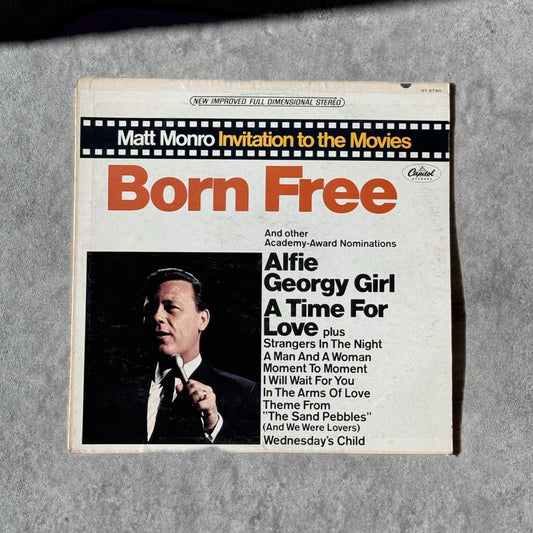 ST 2730
NEW IMPROVED FULL DIMENSIONAL STEREO
Matt Monro Invitation to the Movies
Born Free
Capitol
RECORDS
And other
Academy-Award Nominations
Alfie
Georgy Girl
A Time For
Love plus
Strangers In The Night
A Man And A Woman
Moment To Moment
I Will Wait For You
In The Arms Of Love
Theme From
"The Sand Pebbles"
(And We Were Lovers)
Wednesday's Child